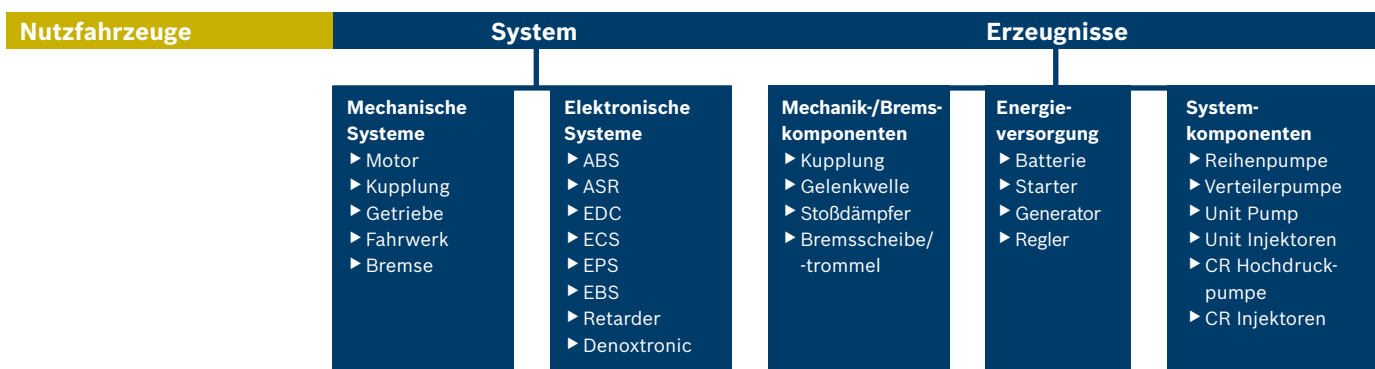 Nutzfahrzeuge
System
Erzeugnisse
Mechanische
Systeme
▶ Motor
▶ Kupplung
▶ Getriebe
▶ Fahrwerk
▶ Bremse
Elektronische
Systeme
▶ ABS
▶ ASR
▶ EDC
▶ ECS
▶ EPS
▶ EBS
▶ Retarder
▶ Denoxtronic
Mechanik-/Brems-
komponenten
▶ Kupplung
▶ Gelenkwelle
▶ Stoßdämpfer
▶ Bremsscheibe/
-trommel
Energie-
versorgung
▶ Batterie
▶ Starter
▶ Generator
▶ Regler
System-
komponenten
▶ Reihenpumpe
▶ Verteilerpumpe
▶ Unit Pump
▶ Unit Injektoren
▶ CR Hochdruck-
pumpe
▶ CR Injektoren